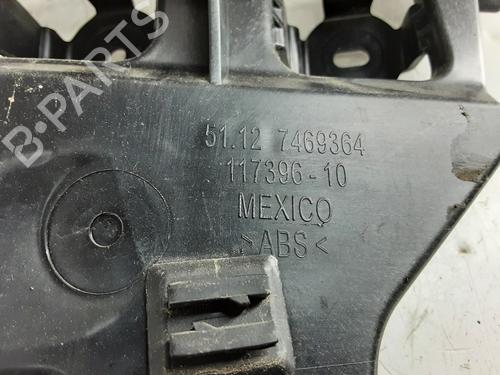 B-PARTS
51.12 7469364
117396-10
MEXICO
>ABS<